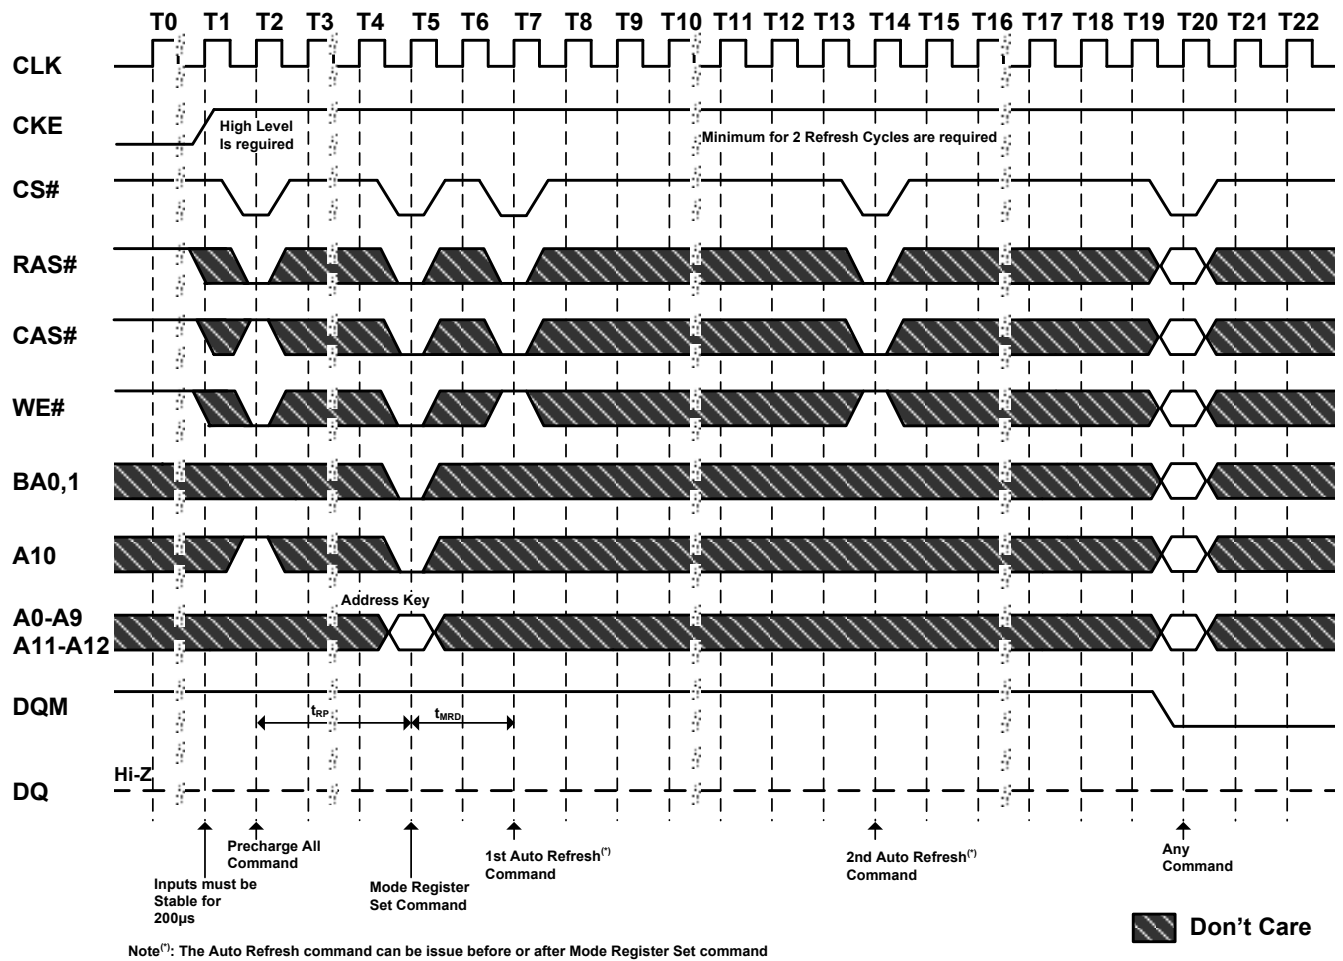 T0 T1 T2 T3 T4 T5 T6 T7 T8 T9 T10 T11 T12 T13 T14 T15 T16 T17 T18 T19 T20 T21 T22
CLK
CKE
High Level
Is reguired
Minimum for 2 Refresh Cycles are required
CS#
RAS#
CAS#
WE#
BA0,1
A10
Address Key
A0-A9
A11-A12
DQM
tRP
tMRD
Hi-Z
DQ
Precharge All
Command
Inputs must be
Stable for
200µs
Mode Register
Set Command
1st Auto Refresh(*)
Command
2nd Auto Refresh(*)
Command
Any
Command
Don't Care
Note(*): The Auto Refresh command can be issue before or after Mode Register Set command